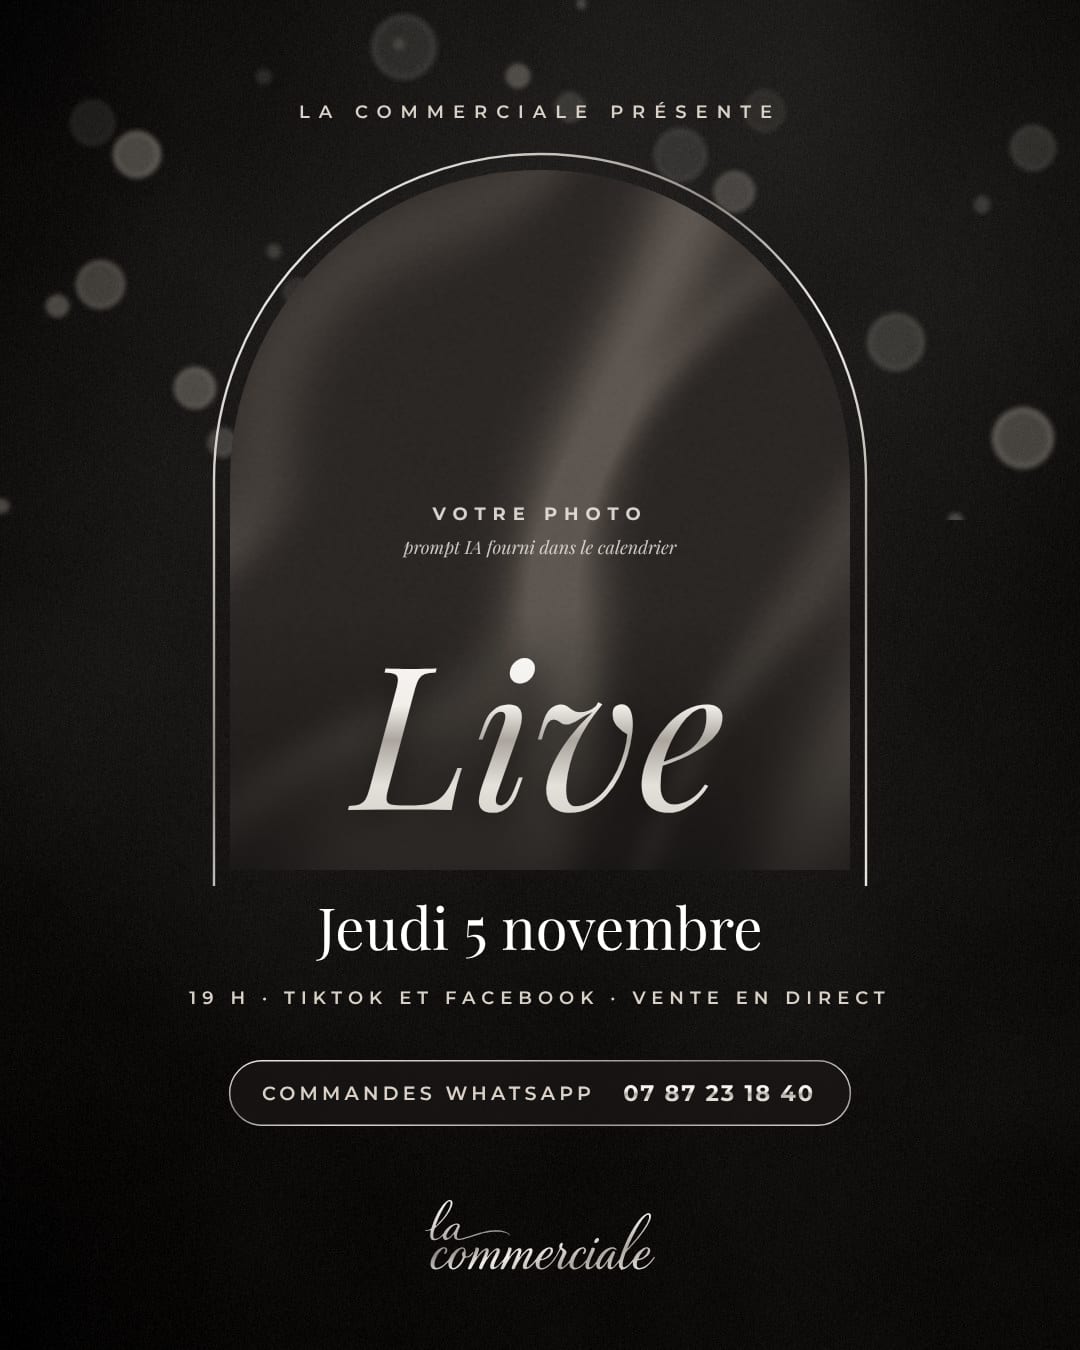 LA COMMERCIALE PRÉSENTE
VOTRE PHOTO
prompt IA fourni dans le calendrier
Live
Jeudi 5 novembre
19 H · TIKTOK ET FACEBOOK · VENTE EN DIRECT
COMMANDES WHATSAPP 07 87 23 18 40
la
commerciale